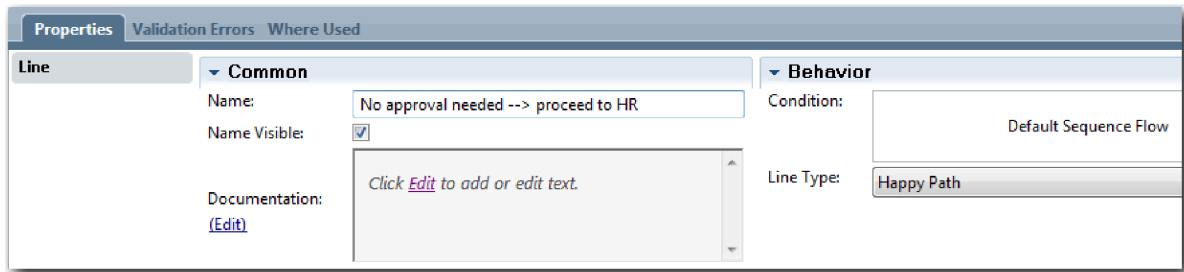 Properties Validation Errors Where Used
Line
Common
Name: No approval needed --> proceed to HR
Name Visible:
Documentation:
(Edit)
Click Edit to add or edit text.
Behavior
Condition: Default Sequence Flow
Line Type: Happy Path